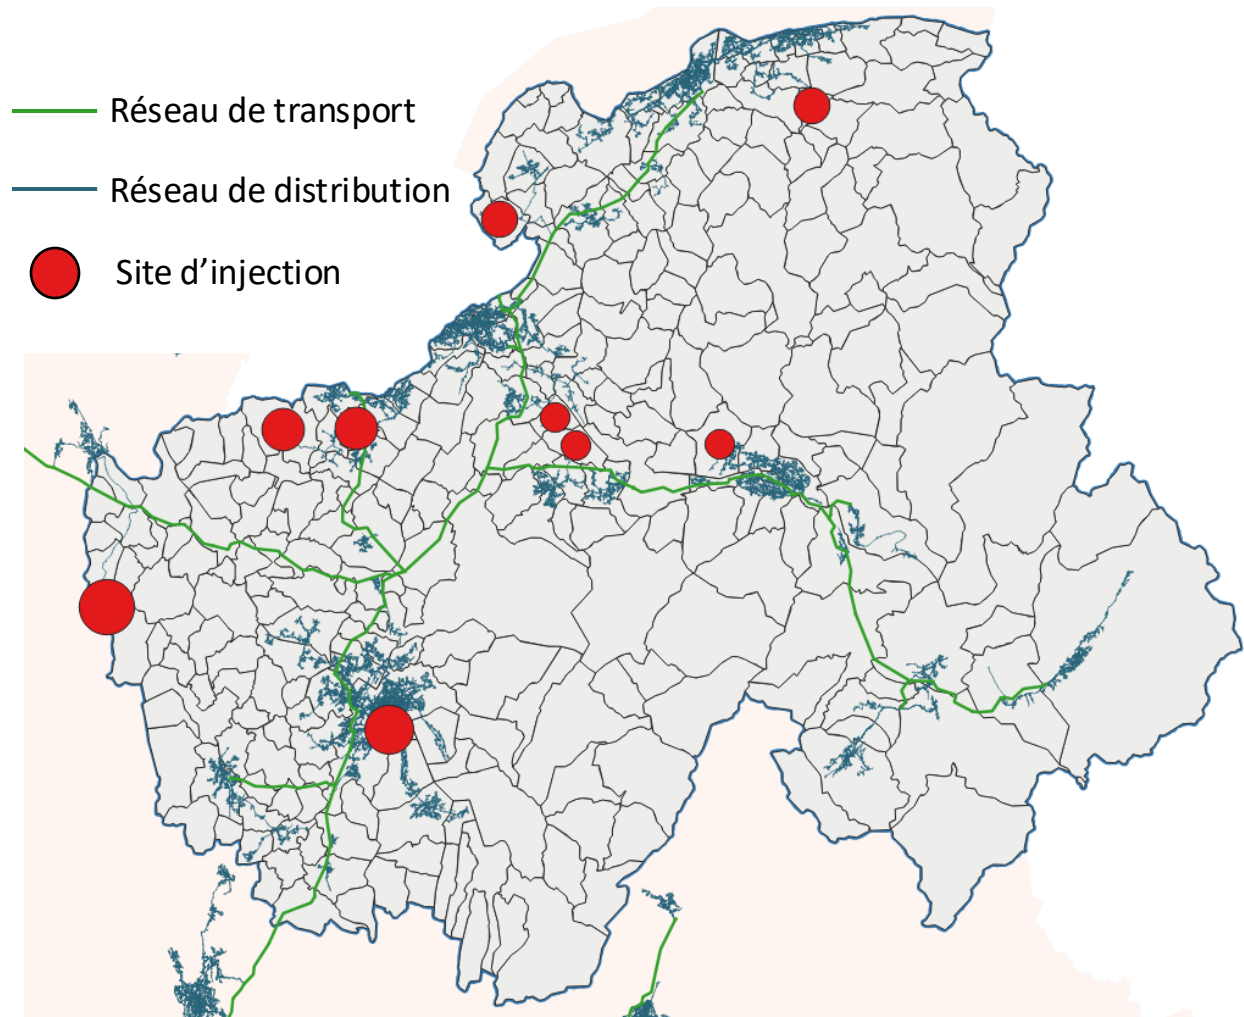 Réseau de transport
Réseau de distribution
Site d’injection